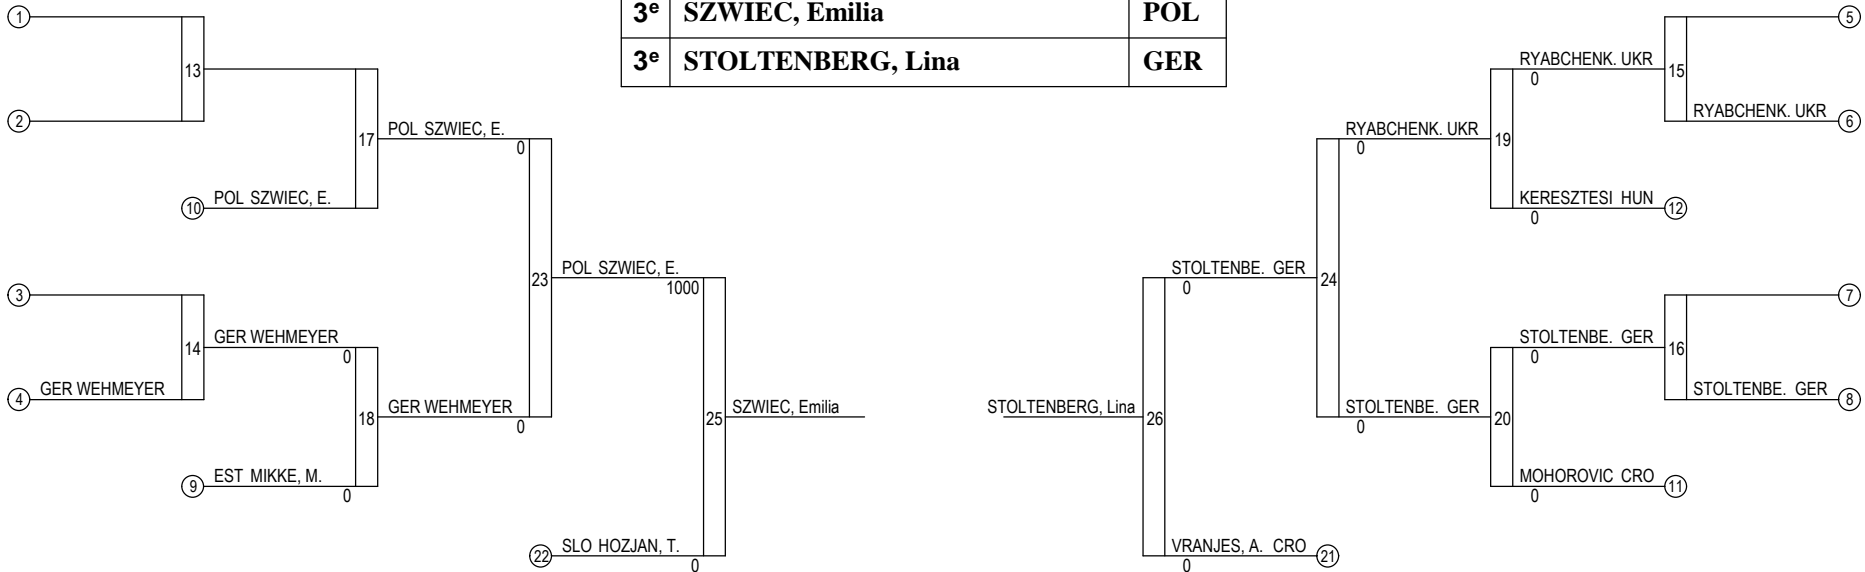 3e SZWIEC, Emilia POL
3e STOLTENBERG, Lina GER
1
13
2
17
POL SZWIEC, E.
0
10
POL SZWIEC, E.
23
POL SZWIEC, E.
1000
3
14
GER WEHMEYER
0
4
GER WEHMEYER
18
GER WEHMEYER
0
9
EST MIKKE, M.
0
25
SZWIEC, Emilia
22
SLO HOZJAN, T.
0
5
RYABCHENK. UKR
0
15
RYABCHENK. UKR
6
RYABCHENK. UKR
0
19
KERESZTESI HUN
0
12
STOLTENBE. GER
0
24
7
STOLTENBE. GER
0
16
STOLTENBE. GER
8
STOLTENBERG, Lina
26
STOLTENBE. GER
0
20
MOHOROVIC CRO
0
11
VRANJES, A. CRO
0
21